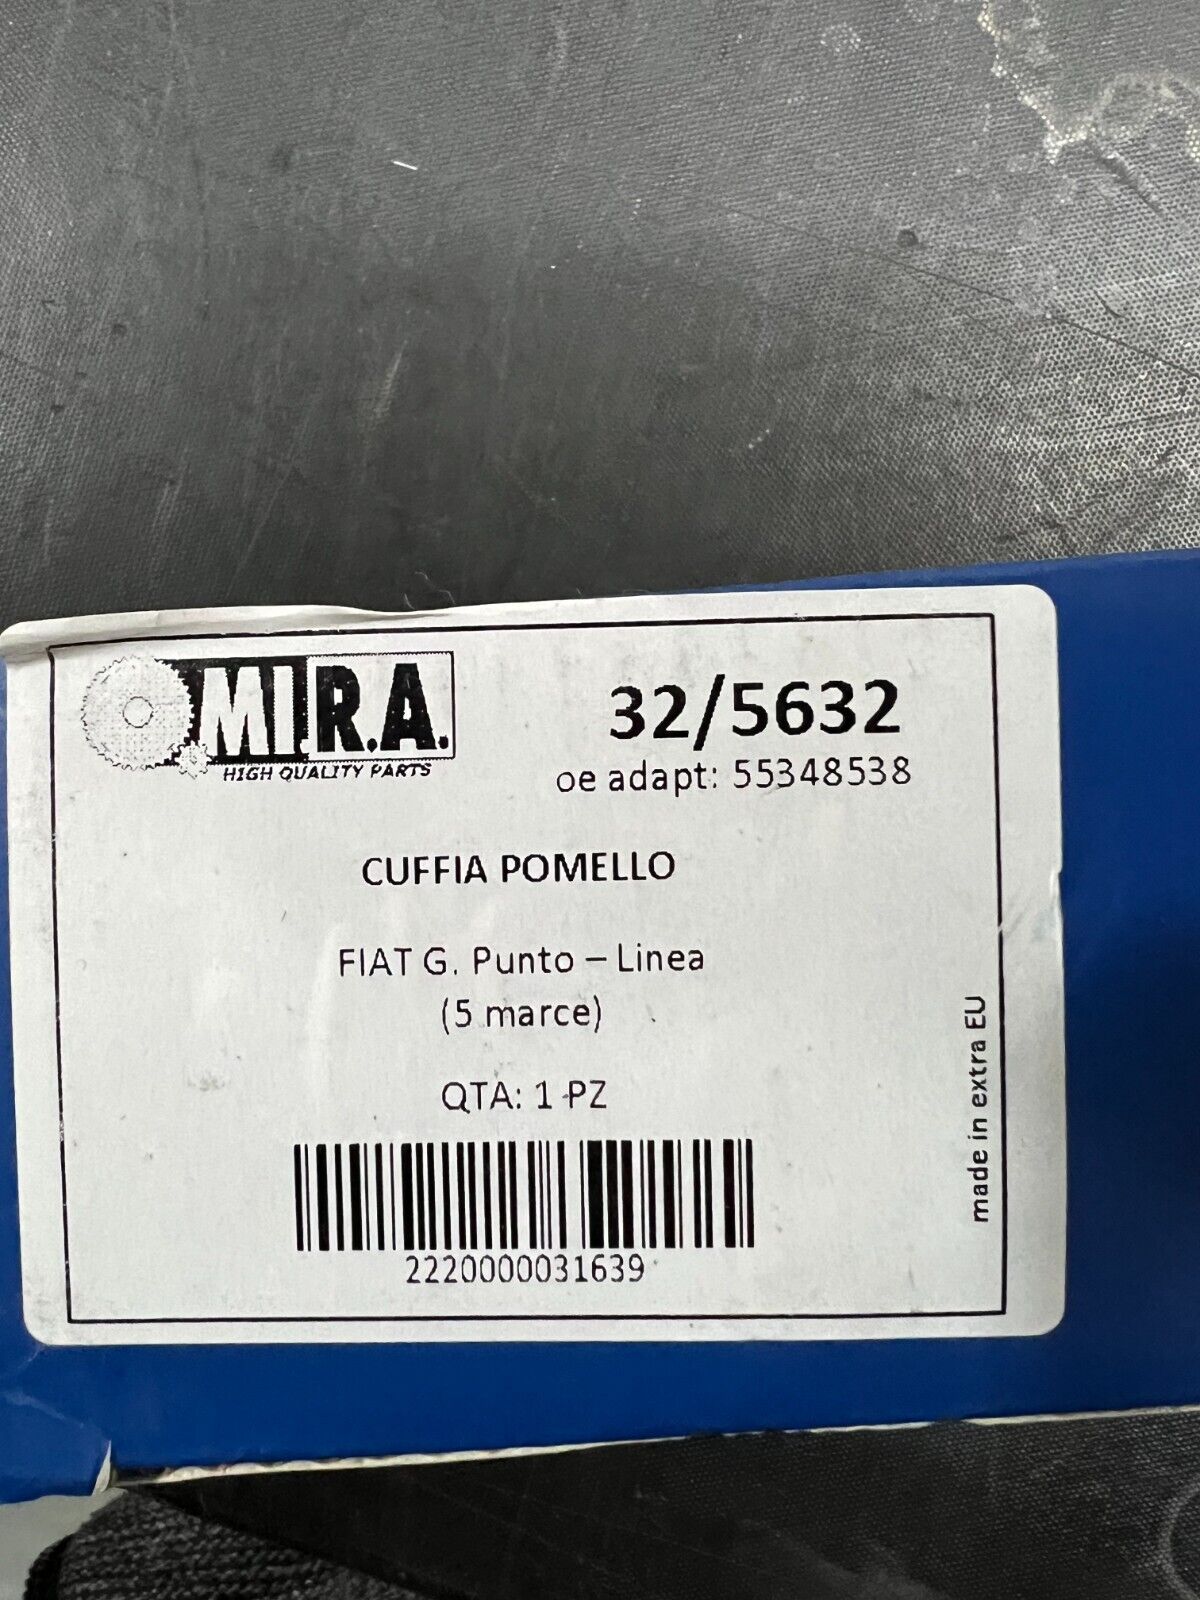 MI.R.A.
HIGH QUALITY PARTS
32/5632
oe adapt: 55348538
CUFFIA POMELLO
FIAT G. Punto – Linea
(5 marce)
QTA: 1 PZ
2220000031639
made in extra EU